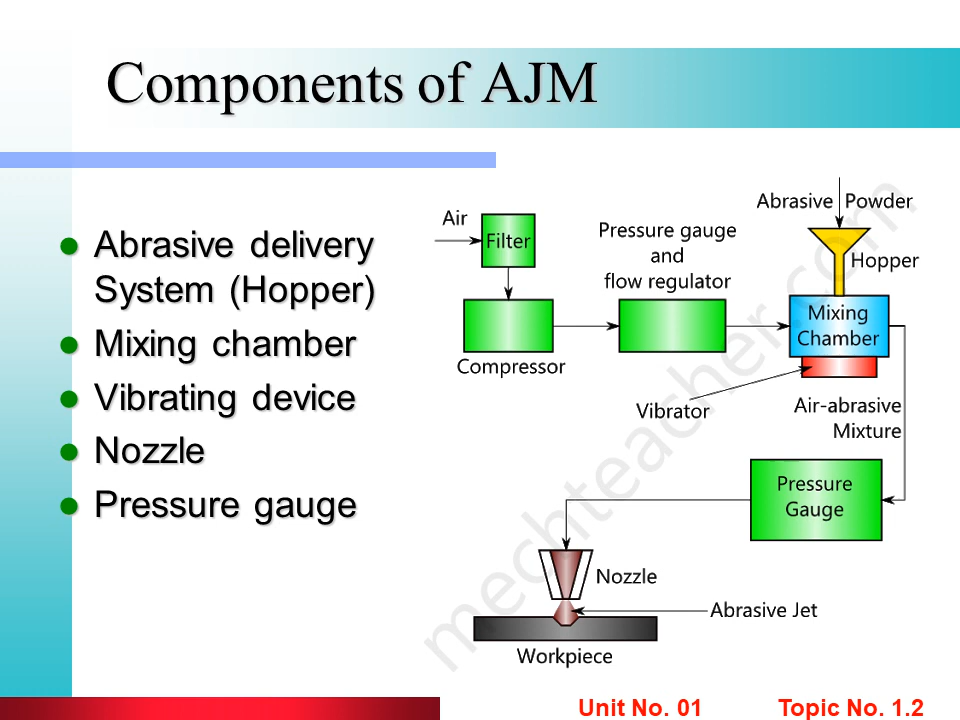 Components of AJM
Abrasive delivery
System (Hopper)
Mixing chamber
Vibrating device
Nozzle
Pressure gauge
Air
Filter
Compressor
Pressure gauge
and
flow regulator
Abrasive Powder
Hopper
Mixing
Chamber
Vibrator
Air-abrasive
Mixture
Pressure
Gauge
Nozzle
Abrasive Jet
Workpiece
mechteacher.com
Unit No. 01 Topic No. 1.2